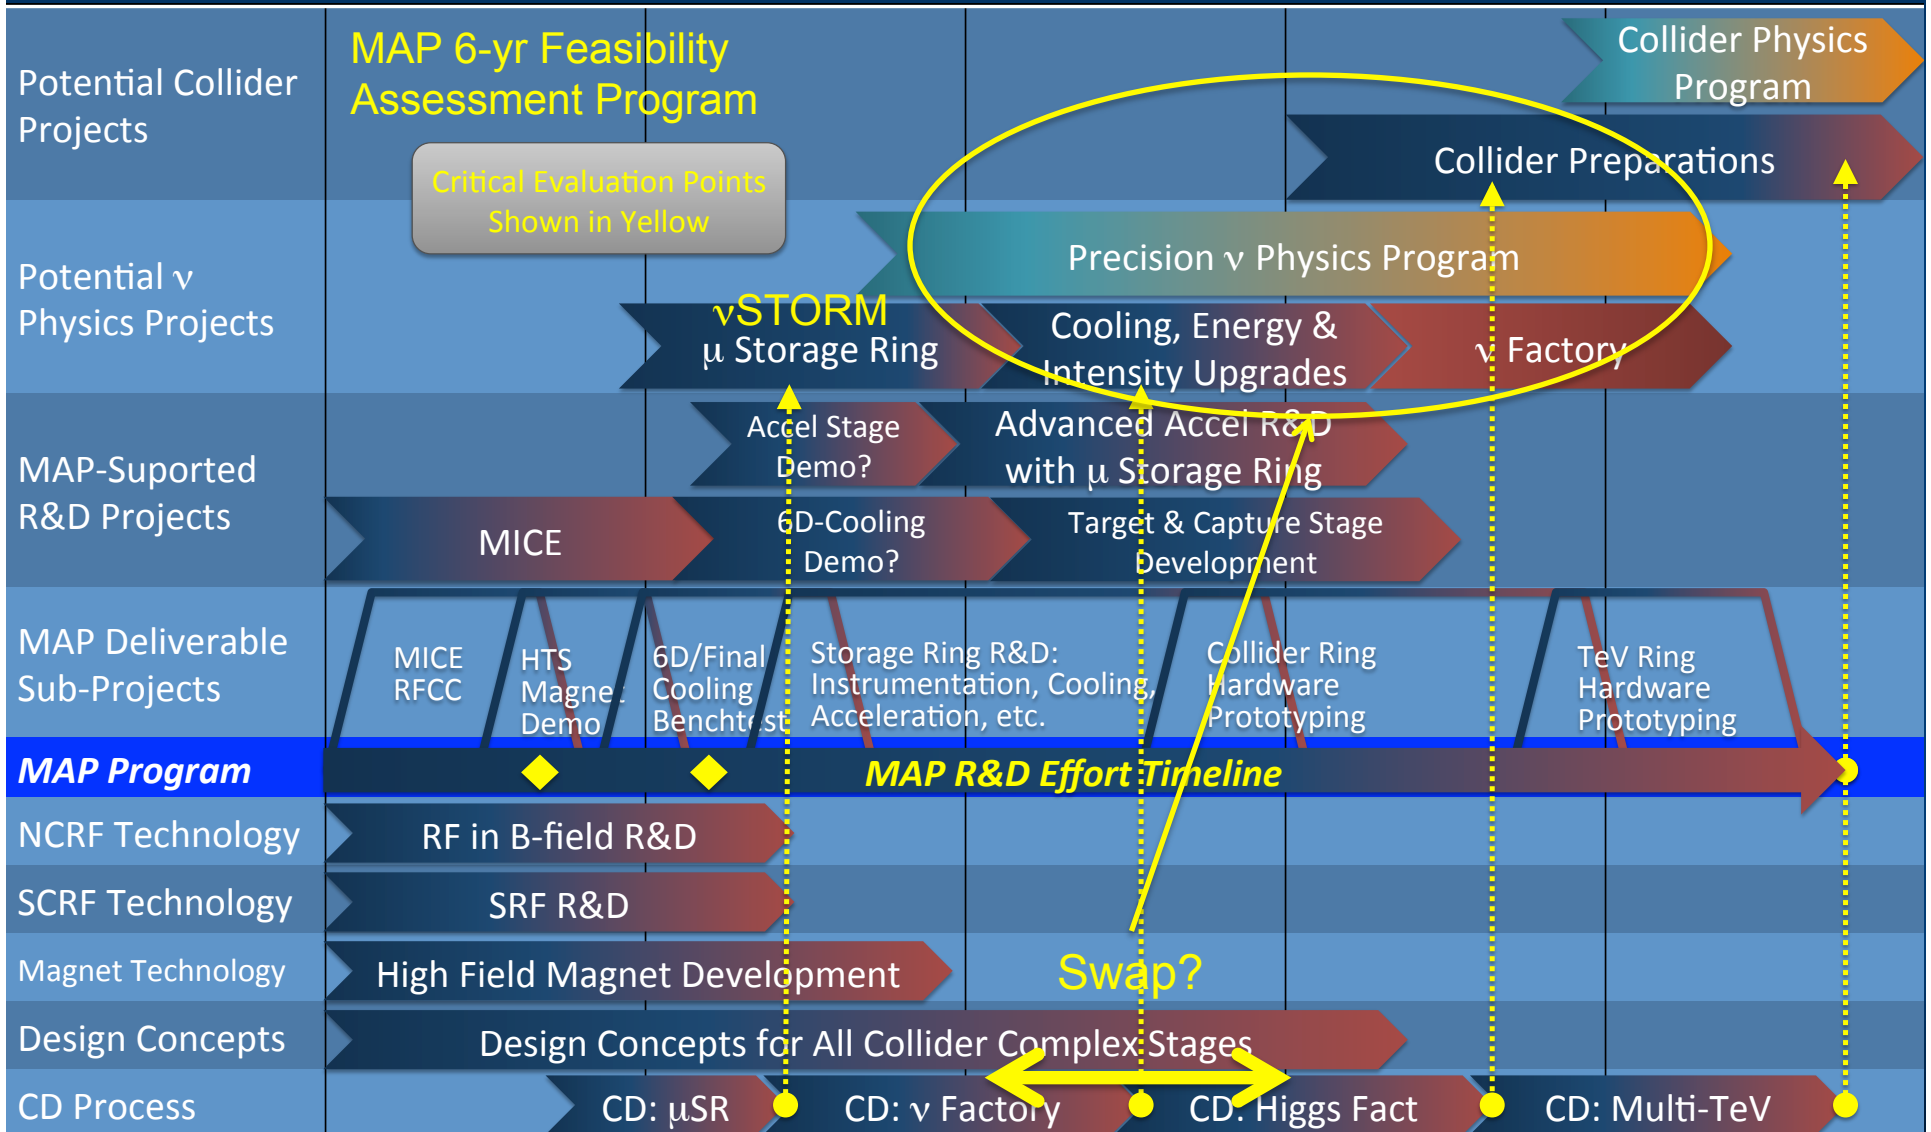 Potential Collider
Projects
MAP 6-yr Feasibility
Assessment Program
Critical Evaluation Points
Shown in Yellow
Collider Physics
Program
Collider Preparations
Potential ν
Physics Projects
Precision ν Physics Program
νSTORM
μ Storage Ring
Cooling, Energy &
Intensity Upgrades
ν Factory
MAP-Suported
R&D Projects
Accel Stage
Demo?
Advanced Accel R&D
with μ Storage Ring
MICE
6D-Cooling
Demo?
Target & Capture Stage
Development
MAP Deliverable
Sub-Projects
MICE
RFCC
HTS
Magnet
Demo
6D/Final
Cooling
Benchtest
Storage Ring R&D:
Instrumentation, Cooling,
Acceleration, etc.
Collider Ring
Hardware
Prototyping
TeV Ring
Hardware
Prototyping
MAP Program
MAP R&D Effort Timeline
NCRF Technology
RF in B-field R&D
SCRF Technology
SRF R&D
Magnet Technology
High Field Magnet Development
Swap?
Design Concepts
Design Concepts for All Collider Complex Stages
CD Process
CD: μSR
CD: ν Factory
CD: Higgs Fact
CD: Multi-TeV